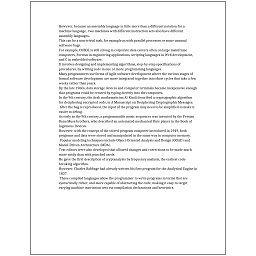 However, because an assembly language is little more than a different notation for a
machine language, two machines with different instruction sets also have different
assembly languages.
This can be a non-trivial task, for example as with parallel processes or some unusual
software bugs.
For example, COBOL is still strong in corporate data centers often on large mainframe
computers, Fortran in engineering applications, scripting languages in Web development,
and C in embedded software.
It involves designing and implementing algorithms, step-by-step specifications of
procedures, by writing code in one or more programming languages.
Many programmers use forms of Agile software development where the various stages of
formal software development are more integrated together into short cycles that take a few
weeks rather than years.
By the late 1960s, data storage devices and computer terminals became inexpensive enough
that programs could be created by typing directly into the computers.
In the 9th century, the Arab mathematician Al-Kindi described a cryptographic algorithm
for deciphering encrypted code, in A Manuscript on Deciphering Cryptographic Messages.
After the bug is reproduced, the input of the program may need to be simplified to make it
easier to debug.
As early as the 9th century, a programmable music sequencer was invented by the Persian
Banu Musa brothers, who described an automated mechanical flute player in the Book of
Ingenious Devices.
However, with the concept of the stored-program computer introduced in 1949, both
programs and data were stored and manipulated in the same way in computer memory.
Popular modeling techniques include Object-Oriented Analysis and Design (OOAD) and
Model-Driven Architecture (MDA).
Text editors were also developed that allowed changes and corrections to be made much
more easily than with punched cards.
He gave the first description of cryptanalysis by frequency analysis, the earliest code-
breaking algorithm.
However, Charles Babbage had already written his first program for the Analytical Engine in
1837.
These compiled languages allow the programmer to write programs in terms that are
syntactically richer, and more capable of abstracting the code, making it easy to target
varying machine instruction sets via compilation declarations and heuristics.